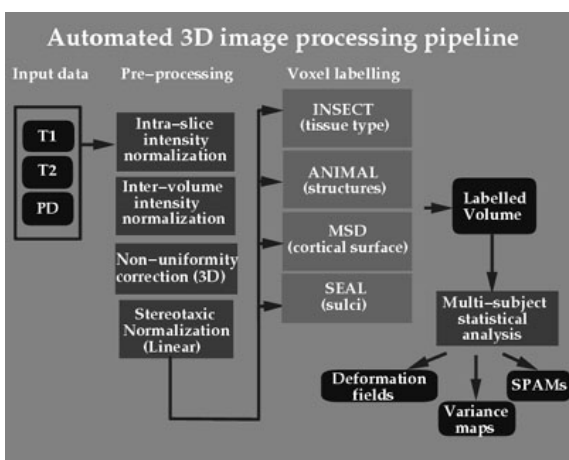 Automated 3D image processing pipeline
Input data
Pre-processing
Voxel labelling
T1
T2
PD
Intra-slice
intensity
normalization
Inter-volume
intensity
normalization
Non-uniformity
correction (3D)
Stereotaxic
Normalization
(Linear)
INSECT
(tissue type)
ANIMAL
(structures)
MSD
(cortical surface)
SEAL
(sulci)
Labelled
Volume
Multi-subject
statistical
analysis
Deformation
fields
Variance
maps
SPAMs